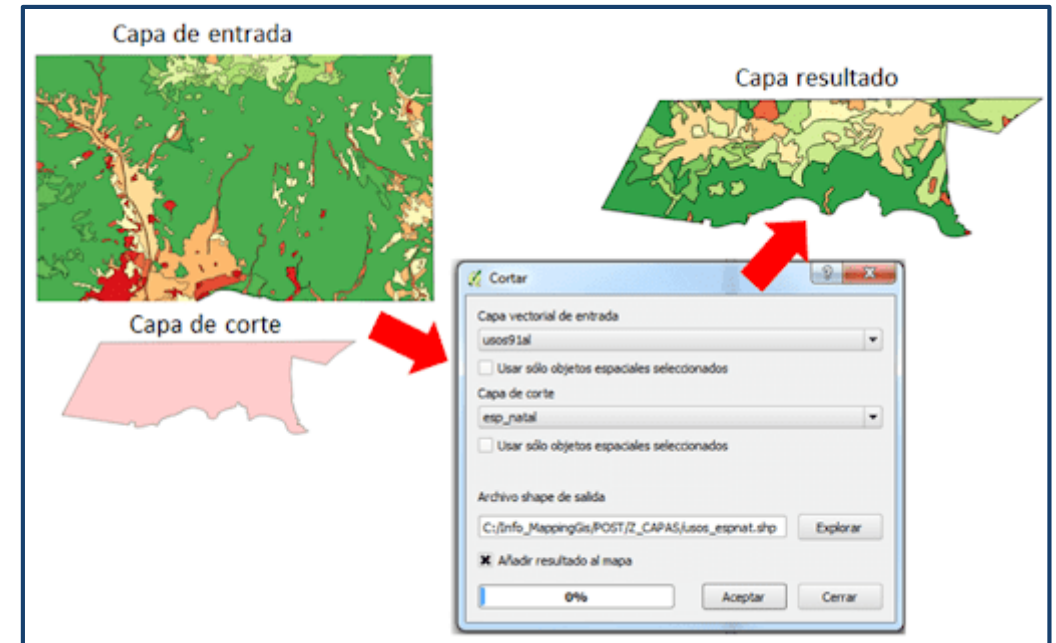 Capa de entrada
Capa resultado
Capa de corte
Cortar
Capa vectorial de entrada
usos91al
Usar sólo objetos espaciales seleccionados
Capa de corte
esp_natal
Usar sólo objetos espaciales seleccionados
Archivo shape de salida
C:/Info_MappingGis/POST/Z_CAPAS/usos_espnat.shp
Explorar
Añadir resultado al mapa
0%
Aceptar
Cerrar